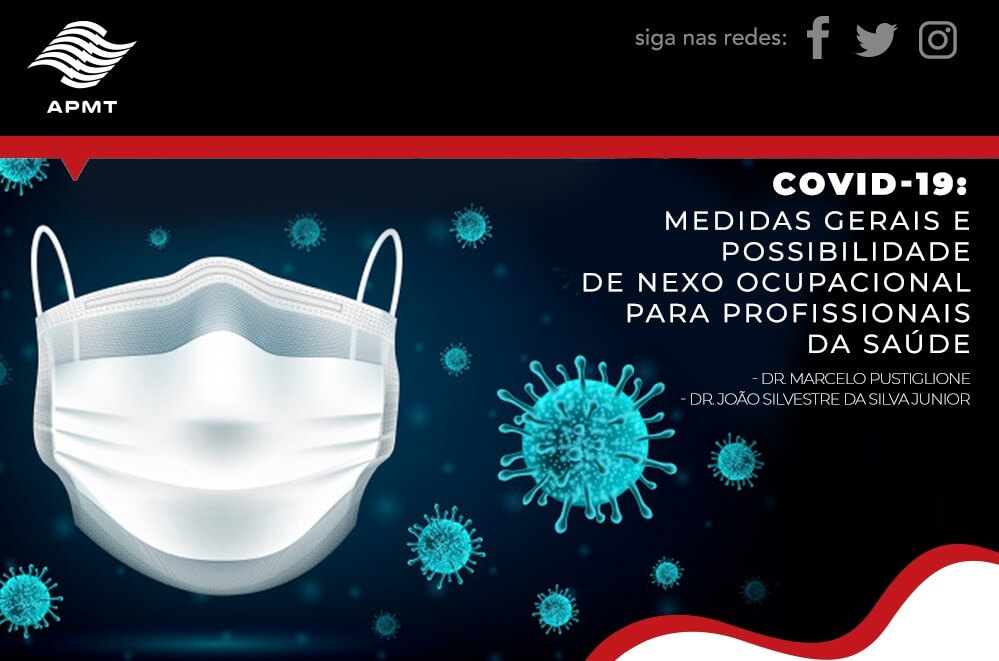 APMT
siga nas redes:
COVID-19:
MEDIDAS GERAIS E
POSSIBILIDADE
DE NEXO OCUPACIONAL
PARA PROFISSIONAIS
DA SAÚDE
- DR. MARCELO PUSTIGLIONE
- DR. JOÃO SILVESTRE DA SILVA JUNIOR